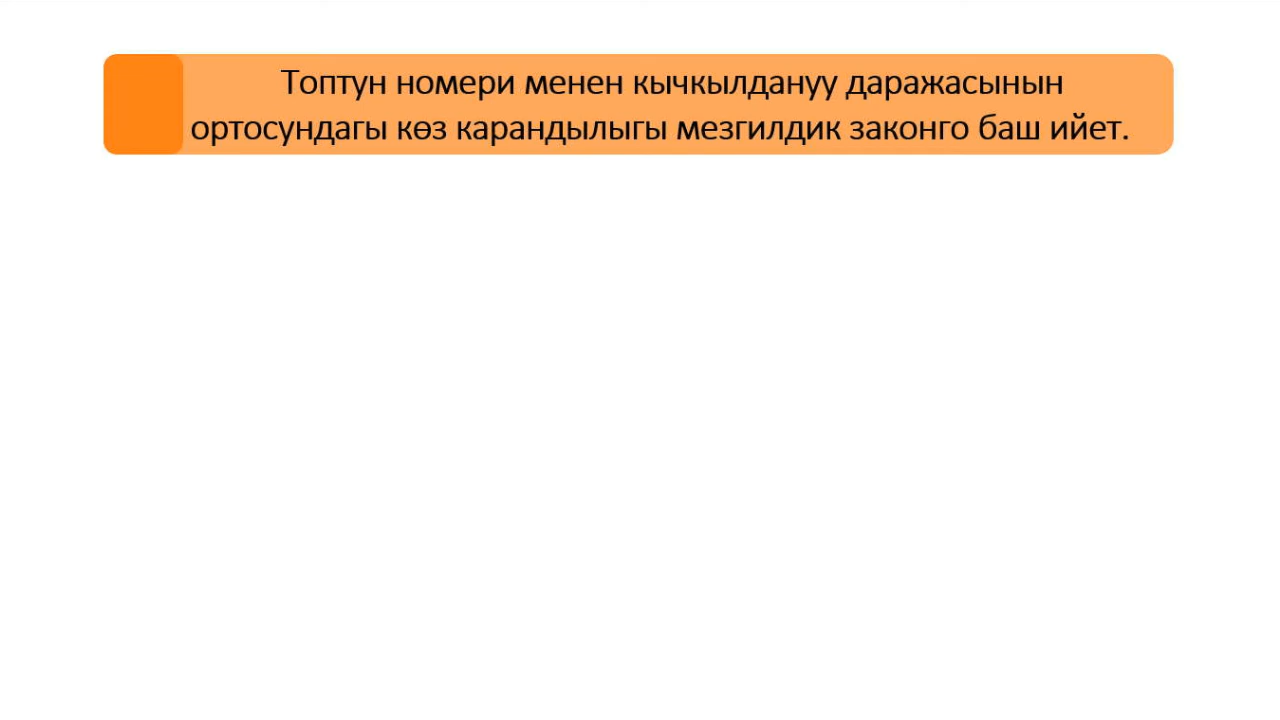 Топтун номери менен кычкылдануу даражасынын
ортосундагы көз карандылыгы мезгилдик законго баш ийет.